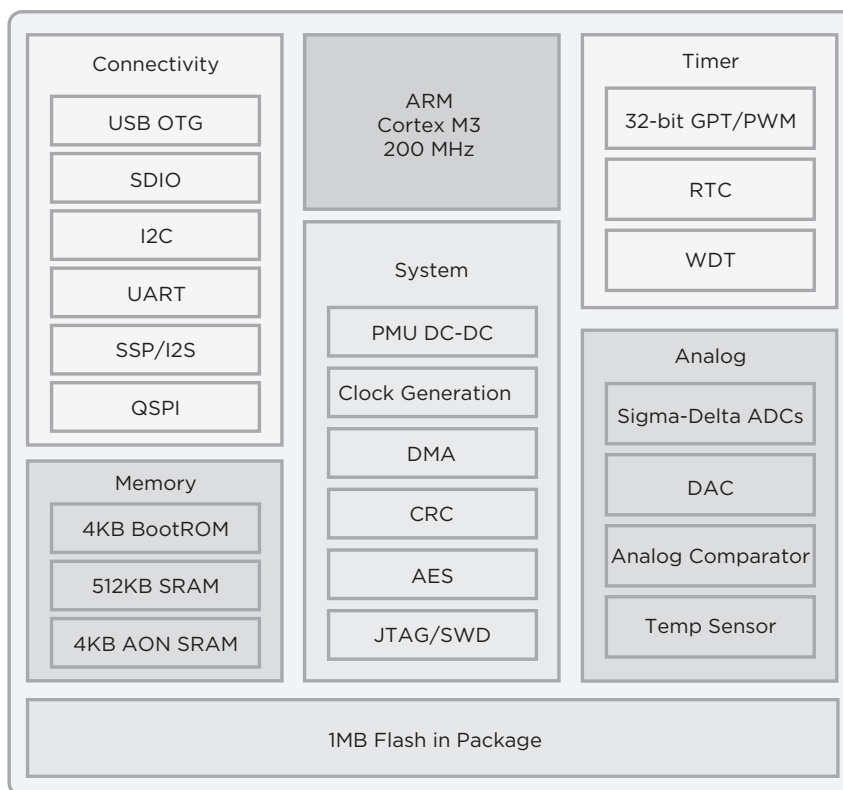 Connectivity
USB OTG
SDIO
I2C
UART
SSP/I2S
QSPI
Memory
4KB BootROM
512KB SRAM
4KB AON SRAM
ARM
Cortex M3
200 MHz
System
PMU DC-DC
Clock Generation
DMA
CRC
AES
JTAG/SWD
Timer
32-bit GPT/PWM
RTC
WDT
Analog
Sigma-Delta ADCs
DAC
Analog Comparator
Temp Sensor
1MB Flash in Package